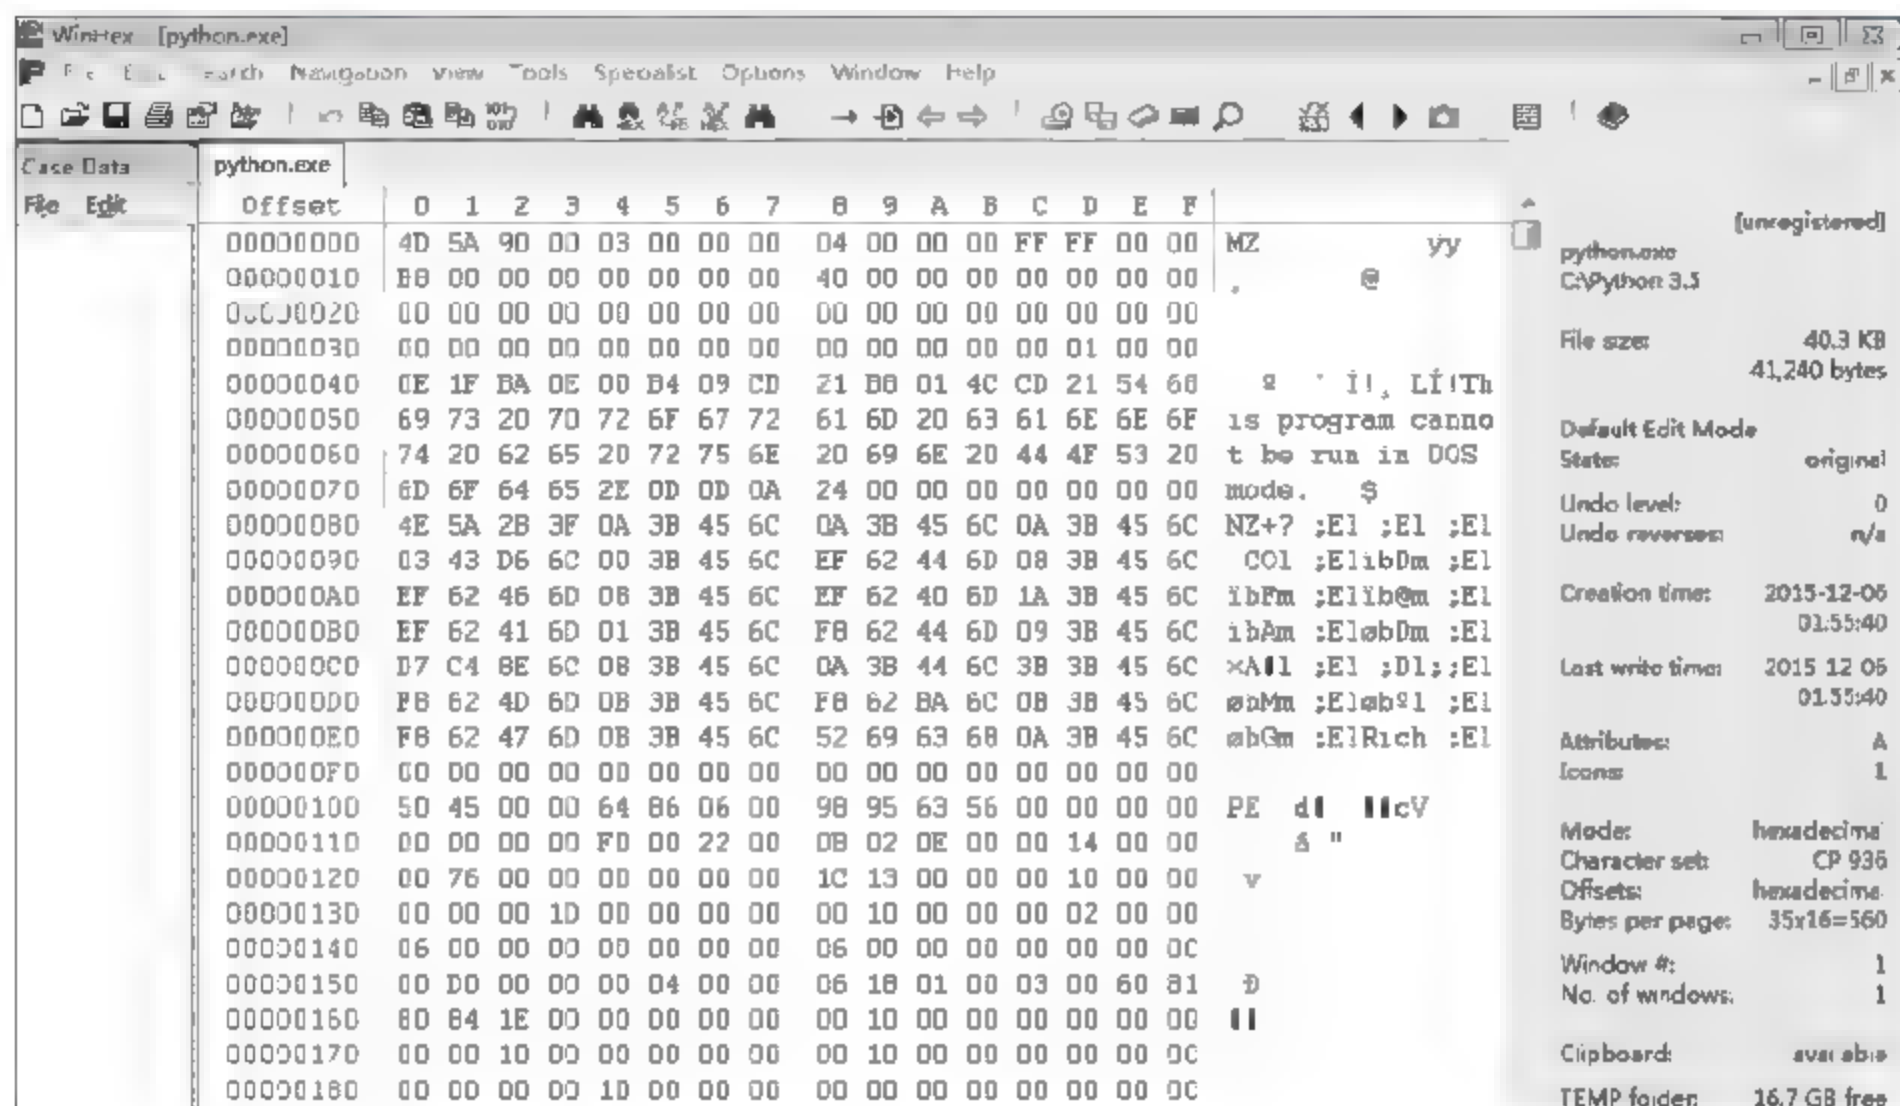 WinHex - [python.exe]
Search Navigation View Tools Specialist Options Window Help
Case Data
File Edit
python.exe
Offset 0 1 2 3 4 5 6 7 8 9 A B C D E F
00000000 4D 5A 90 00 03 00 00 00 04 00 00 00 FF FF 00 00 MZ ÿÿ
00000010 B8 00 00 00 00 00 00 00 40 00 00 00 00 00 00 00 ¸ @
00000020 00 00 00 00 00 00 00 00 00 00 00 00 00 00 00 00
00000030 00 00 00 00 00 00 00 00 00 00 00 00 00 01 00 00
00000040 0E 1F BA 0E 00 B4 09 CD 21 B8 01 4C CD 21 54 68 º ´ Í!¸ LÍ!Th
00000050 69 73 20 70 72 6F 67 72 61 6D 20 63 61 6E 6E 6F is program canno
00000060 74 20 62 65 20 72 75 6E 20 69 6E 20 44 4F 53 20 t be run in DOS
00000070 6D 6F 64 65 2E 0D 0D 0A 24 00 00 00 00 00 00 00 mode. $
00000080 4E 5A 2B 3F 0A 3B 45 6C 0A 3B 45 6C 0A 3B 45 6C NZ+? ;El ;El ;El
00000090 03 43 D6 6C 00 3B 45 6C EF 62 44 6D 08 3B 45 6C CÖl ;ElïbDm ;El
000000A0 EF 62 46 6D 08 3B 45 6C EF 62 40 6D 1A 3B 45 6C ïbFm ;Elïb@m ;El
000000B0 EF 62 41 6D 01 3B 45 6C F8 62 44 6D 09 3B 45 6C ïbAm ;EløbDm ;El
000000C0 D7 C4 8E 6C 08 3B 45 6C 0A 3B 44 6C 3B 3B 45 6C ×Ä l ;El ;Dl;;El
000000D0 F8 62 4D 6D 0B 3B 45 6C F8 62 BA 6C 0B 3B 45 6C øbMm ;Eløbºl ;El
000000E0 F8 62 47 6D 0B 3B 45 6C 52 69 63 68 0A 3B 45 6C øbGm ;ElRich ;El
000000F0 00 00 00 00 00 00 00 00 00 00 00 00 00 00 00 00
00000100 50 45 00 00 64 86 06 00 98 95 63 56 00 00 00 00 PE d cV
00000110 00 00 00 00 F0 00 22 00 0B 02 0E 00 00 14 00 00 ð "
00000120 00 76 00 00 00 00 00 00 1C 13 00 00 00 10 00 00 v
00000130 00 00 00 1D 00 00 00 00 00 10 00 00 00 02 00 00
00000140 06 00 00 00 00 00 00 00 06 00 00 00 00 00 00 00
00000150 00 D0 00 00 00 04 00 00 06 18 01 00 03 00 60 81 Ð
00000160 80 84 1E 00 00 00 00 00 00 10 00 00 00 00 00 00
00000170 00 00 10 00 00 00 00 00 00 10 00 00 00 00 00 00
00000180 00 00 00 00 10 00 00 00 00 00 00 00 00 00 00 00
[unregistered]
python.exe
C:\Python 3.5
File size: 40.3 KB
41,240 bytes
Default Edit Mode
State: original
Undo level: 0
Undo reverses: n/a
Creation time: 2015-12-06
01:55:40
Last write time: 2015-12-06
01:55:40
Attributes: A
Icons: 1
Mode: hexadecimal
Character set: CP 936
Offsets: hexadecimal
Bytes per page: 35x16=560
Window #: 1
No. of windows: 1
Clipboard: available
TEMP folder: 16.7 GB free